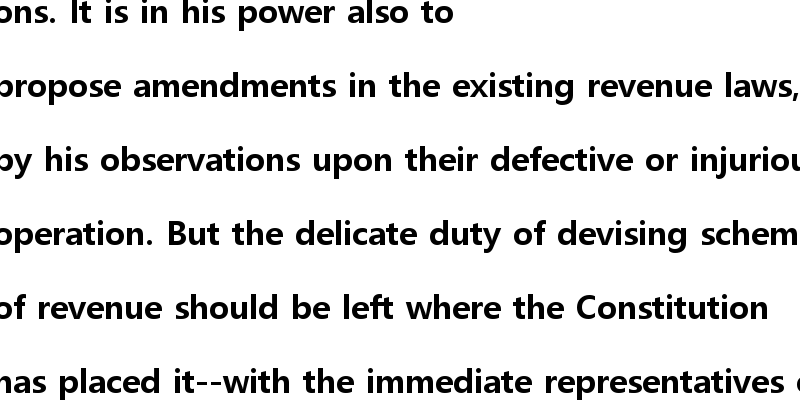 ons. It is in his power also to
propose amendments in the existing revenue laws,
by his observations upon their defective or injurious
operation. But the delicate duty of devising schem
of revenue should be left where the Constitution
has placed it--with the immediate representatives